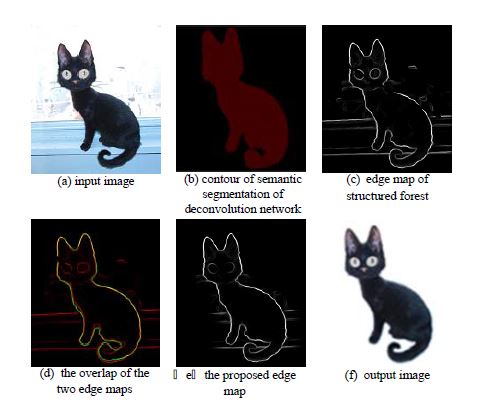 (a) input image
(b) contour of semantic
segmentation of
deconvolution network
(c) edge map of
structured forest
(d) the overlap of the
two edge maps
e the proposed edge
map
(f) output image